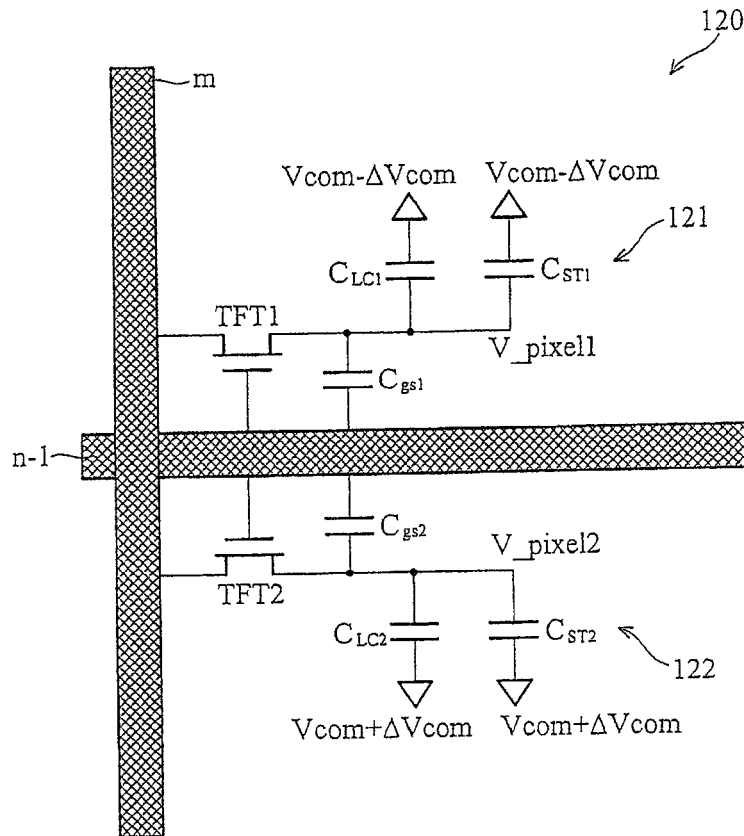 120
m
Vcom-ΔVcom
Vcom-ΔVcom
121
CLC1
CST1
TFT1
V_pixel1
Cgs1
n-1
Cgs2
V_pixel2
TFT2
CLC2
CST2
122
Vcom+ΔVcom
Vcom+ΔVcom